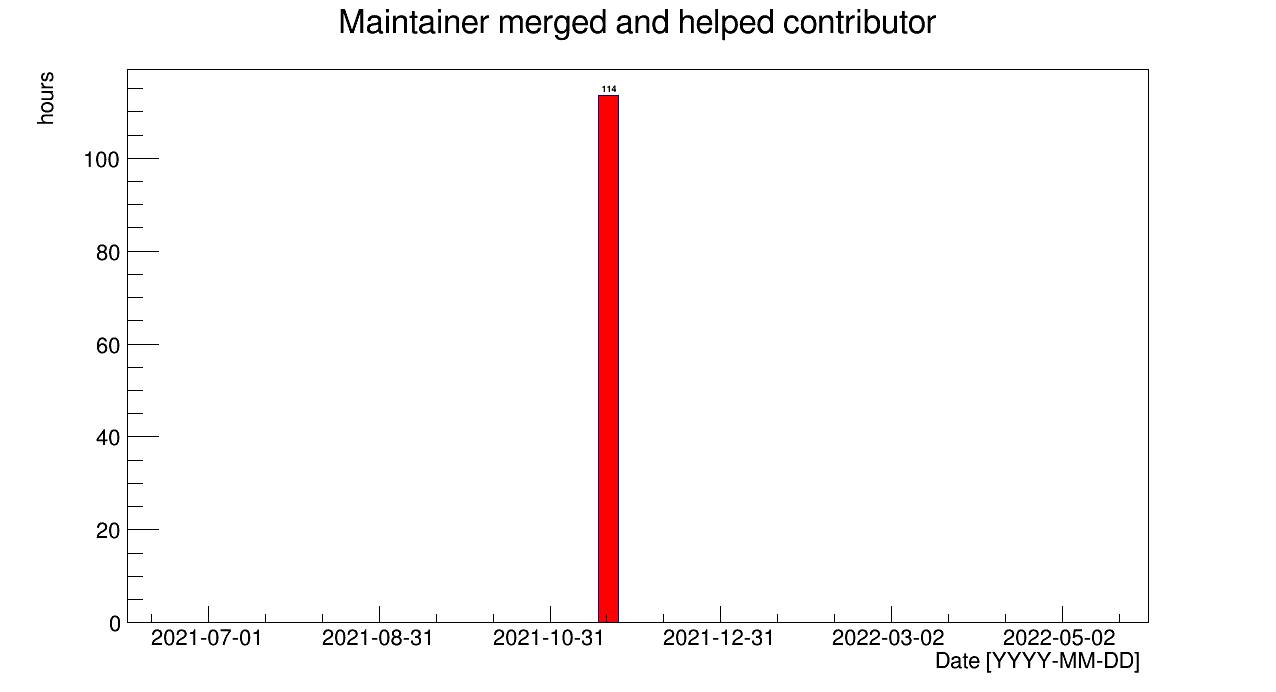 Maintainer merged and helped contributor
hours
114
100
80
60
40
20
0
2021-07-01 2021-08-31 2021-10-31 2021-12-31 2022-03-02 2022-05-02
Date [YYYY-MM-DD]